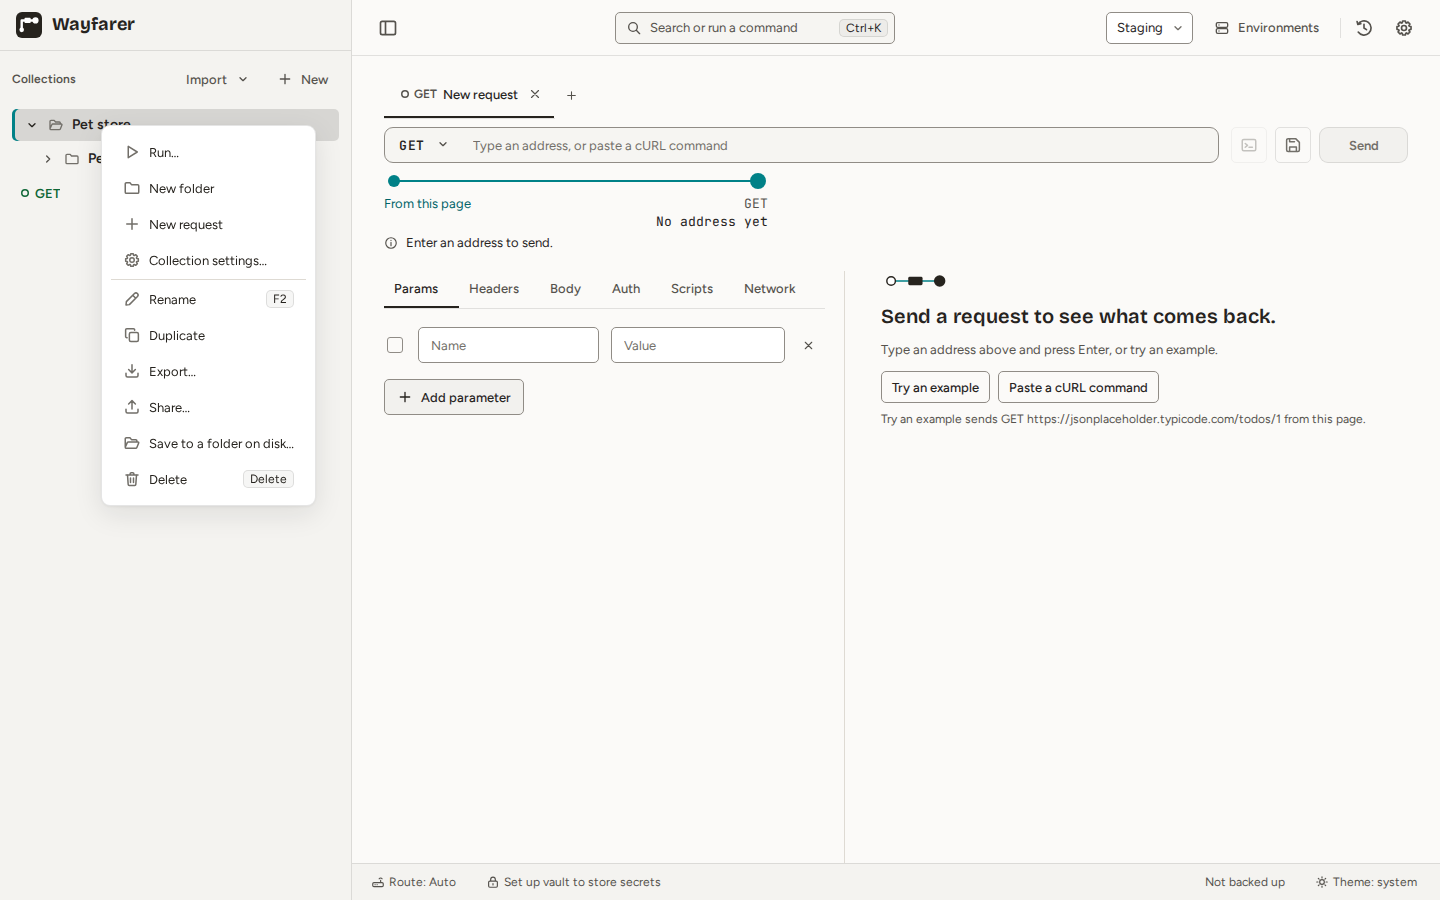 Wayfarer
Search or run a command
Ctrl+K
Staging
Environments
Collections
Import
New
GET New request
Pet store
GET
Type an address, or paste a cURL command
Send
Run...
New folder
New request
Collection settings...
Rename
F2
Duplicate
Export...
Share...
Save to a folder on disk...
Delete
Delete
GET
From this page
GET
No address yet
Enter an address to send.
Params
Headers
Body
Auth
Scripts
Network
Name
Value
Add parameter
Send a request to see what comes back.
Type an address above and press Enter, or try an example.
Try an example
Paste a cURL command
Try an example sends GET https://jsonplaceholder.typicode.com/todos/1 from this page.
Route: Auto
Set up vault to store secrets
Not backed up
Theme: system